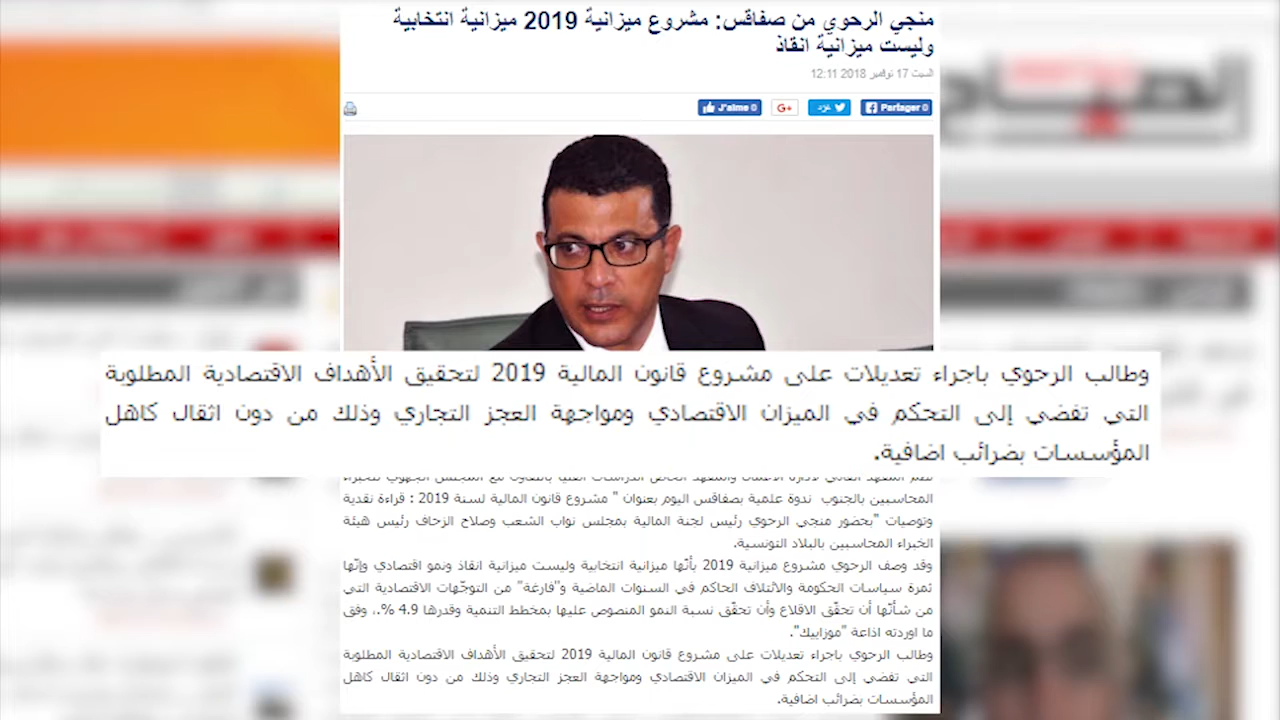 منجي الرحوي من صفاقس: مشروع ميزانية 2019 ميزانية انتخابية
وليست ميزانية انقاذ
السبت 17 نوفمبر 2018 12:11
Partager 0
غرّد
G+
J'aime 0
وطالب الرحوي باجراء تعديلات على مشروع قانون المالية 2019 لتحقيق الأهداف الاقتصادية المطلوبة
التي تفضي إلى التحكم في الميزان الاقتصادي ومواجهة العجز التجاري وذلك من دون اثقال كاهل
المؤسسات بضرائب اضافية.
المحاسبين بالجنوب ندوة علمية بصفاقس اليوم بعنوان " مشروع قانون المالية لسنة 2019 : قراءة نقدية
وتوصيات "بحضور منجي الرحوي رئيس لجنة المالية بمجلس نواب الشعب وصلاح الزحاف رئيس هيئة
الخبراء المحاسبين بالبلاد التونسية.
وقد وصف الرحوي مشروع ميزانية 2019 بأنّها ميزانية انتخابية وليست ميزانية انقاذ ونمو اقتصادي وإنّها
ثمرة سياسات الحكومة والائتلاف الحاكم في السنوات الماضية و"فارغة" من التوجّهات الاقتصادية التي
من شأنّها أن تحقّق الاقلاع وأن تحقّق نسبة النمو المنصوص عليها بمخطط التنمية وقدرها 4.9 %.، وفق
ما اوردته اذاعة "موزاييك".
وطالب الرحوي باجراء تعديلات على مشروع قانون المالية 2019 لتحقيق الأهداف الاقتصادية المطلوبة
التي تفضي إلى التحكم في الميزان الاقتصادي ومواجهة العجز التجاري وذلك من دون اثقال كاهل
المؤسسات بضرائب اضافية.